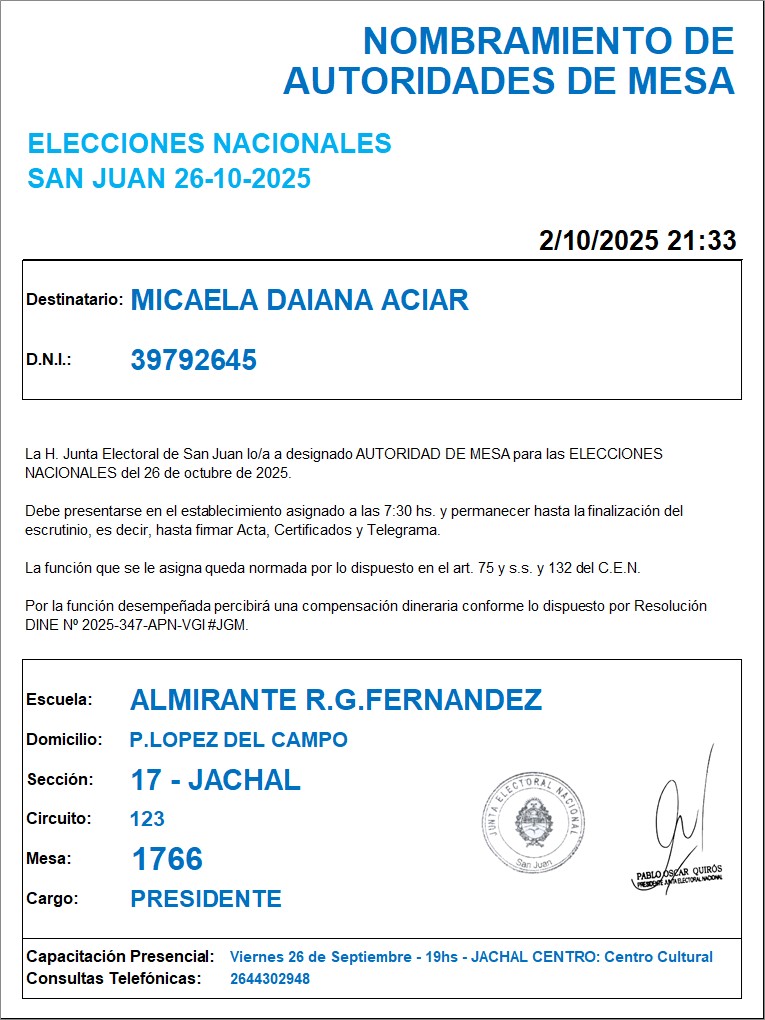 NOMBRAMIENTO DE
AUTORIDADES DE MESA
ELECCIONES NACIONALES
SAN JUAN 26-10-2025
2/10/2025 21:33
Destinatario: MICAELA DAIANA ACIAR
D.N.I.: 39792645
La H. Junta Electoral de San Juan lo/a a designado AUTORIDAD DE MESA para las ELECCIONES
NACIONALES del 26 de octubre de 2025.
Debe presentarse en el establecimiento asignado a las 7:30 hs. y permanecer hasta la finalización del
escrutinio, es decir, hasta firmar Acta, Certificados y Telegrama.
La función que se le asigna queda normada por lo dispuesto en el art. 75 y s.s. y 132 del C.E.N.
Por la función desempeñada percibirá una compensación dineraria conforme lo dispuesto por Resolución
DINE Nº 2025-347-APN-VGI#JGM.
Escuela: ALMIRANTE R.G.FERNANDEZ
Domicilio: P.LOPEZ DEL CAMPO
Sección: 17 - JACHAL
Circuito: 123
Mesa: 1766
Cargo: PRESIDENTE
JUNTA ELECTORAL NACIONAL
San Juan
PABLO OSCAR QUIRÓS
PRESIDENTE JUNTA ELECTORAL NACIONAL
Capacitación Presencial: Viernes 26 de Septiembre - 19hs - JACHAL CENTRO: Centro Cultural
Consultas Telefónicas: 2644302948